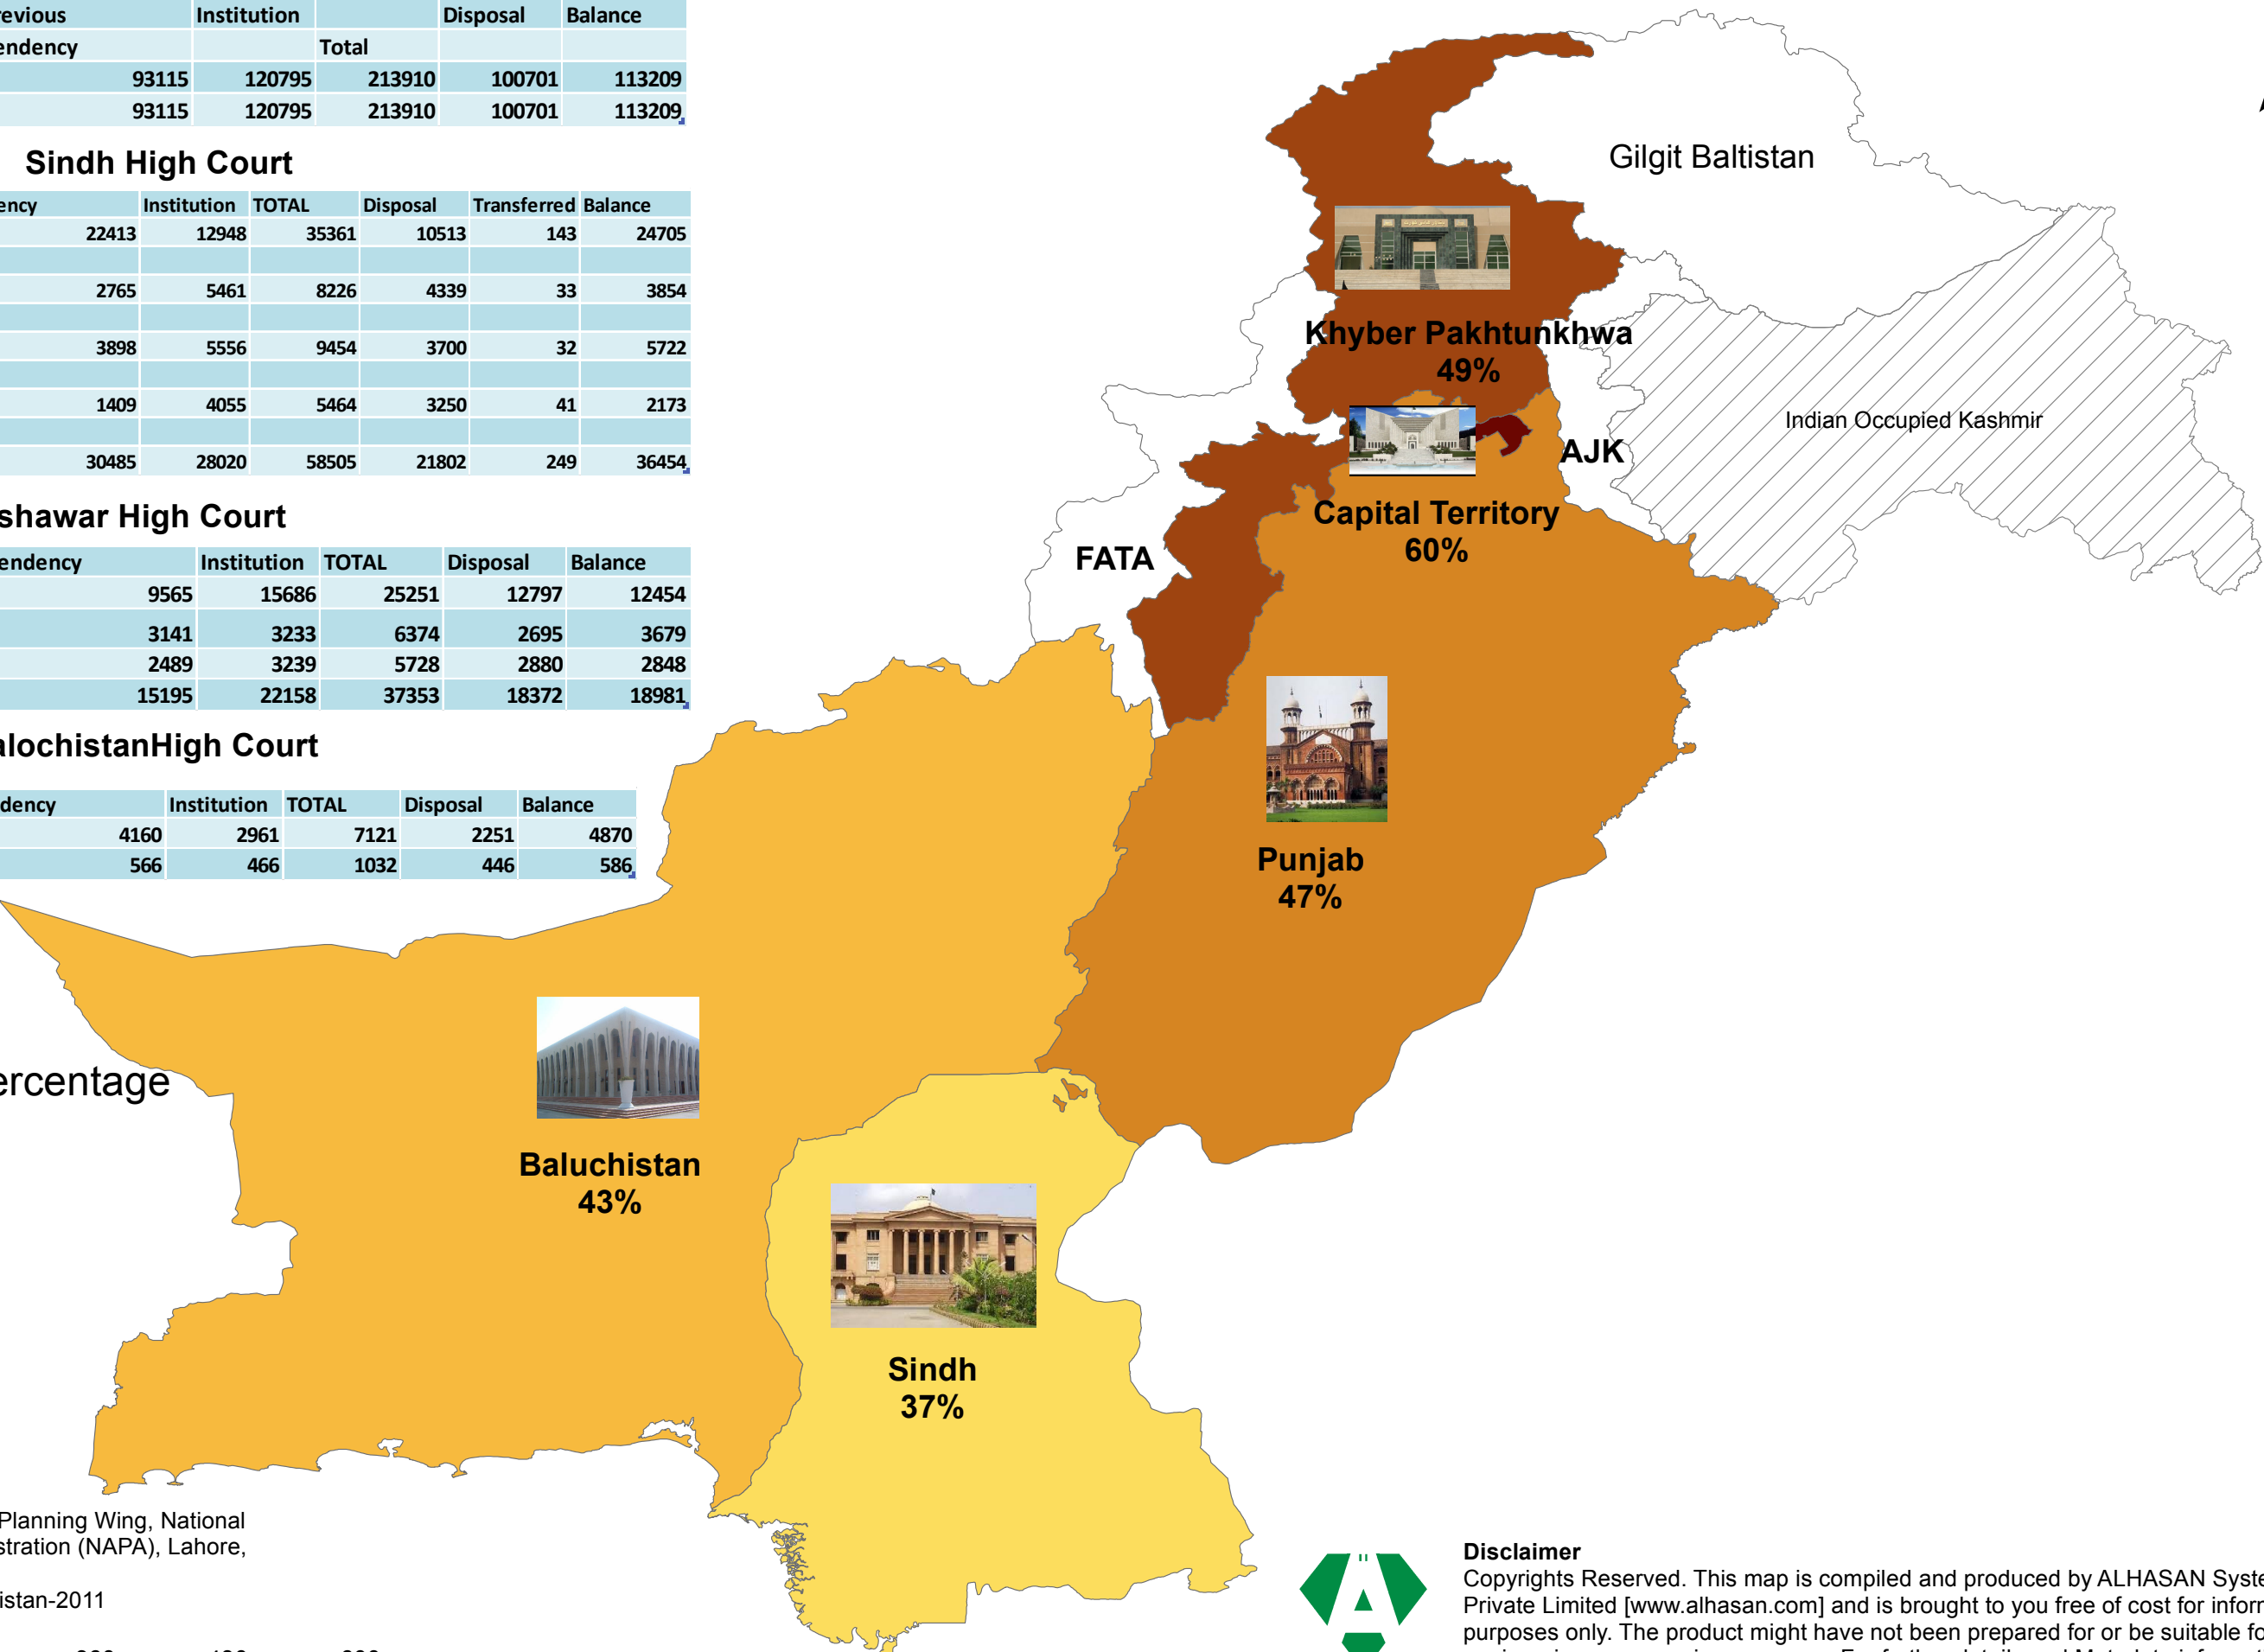 Institution Disposal Balance
Total
93115 120795 213910 100701 113209
93115 120795 213910 100701 113209
Sindh High Court
Institution TOTAL Disposal Transferred Balance
22413 12948 35361 10513 143 24705
2765 5461 8226 4339 33 3854
3898 5556 9454 3700 32 5722
1409 4055 5464 3250 41 2173
30485 28020 58505 21802 249 36454
shawar High Court
endency Institution TOTAL Disposal Balance
9565 15686 25251 12797 12454
3141 3233 6374 2695 3679
2489 3239 5728 2880 2848
15195 22158 37353 18372 18981
alochistanHigh Court
dency Institution TOTAL Disposal Balance
4160 2961 7121 2251 4870
566 466 1032 446 586
Gilgit Baltistan
Khyber Pakhtunkhwa
49%
Indian Occupied Kashmir
AJK
Capital Territory
60%
FATA
Punjab
47%
ercentage
Baluchistan
43%
Sindh
37%
Planning Wing, National
stration (NAPA), Lahore,
istan-2011
Disclaimer
Copyrights Reserved. This map is compiled and produced by ALHASAN Syste
Private Limited [www.alhasan.com] and is brought to you free of cost for inforr
purposes only. The product might have not been prepared for or be suitable fo